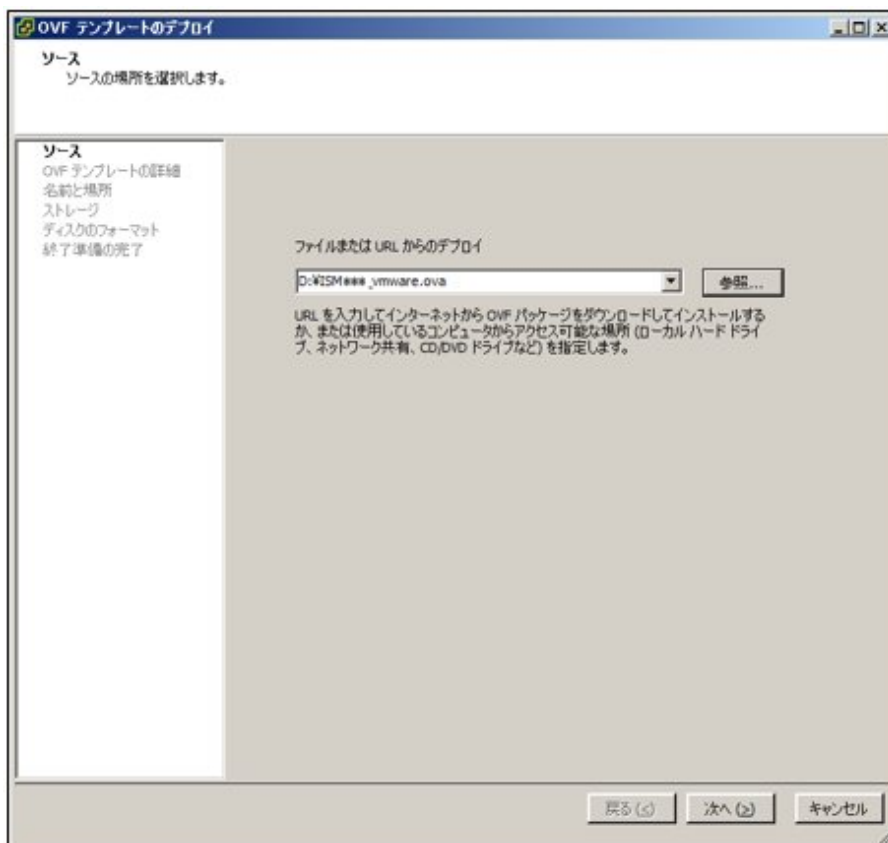 OVF テンプレートのデプロイ
ソース
ソースの場所を選択します。
ソース
OVF テンプレートの詳細
名前と場所
ストレージ
ディスクのフォーマット
終了準備の完了
ファイルまたは URL からのデプロイ
D:¥ISM***_vmware.ova
参照...
URL を入力してインターネットから OVF パッケージをダウンロードしてインストールする
か、または使用しているコンピュータからアクセス可能な場所 (ローカル ハード ドライ
ブ、ネットワーク共有、CD/DVD ドライブなど) を指定します。
戻る(≤)
次へ(≥)
キャンセル